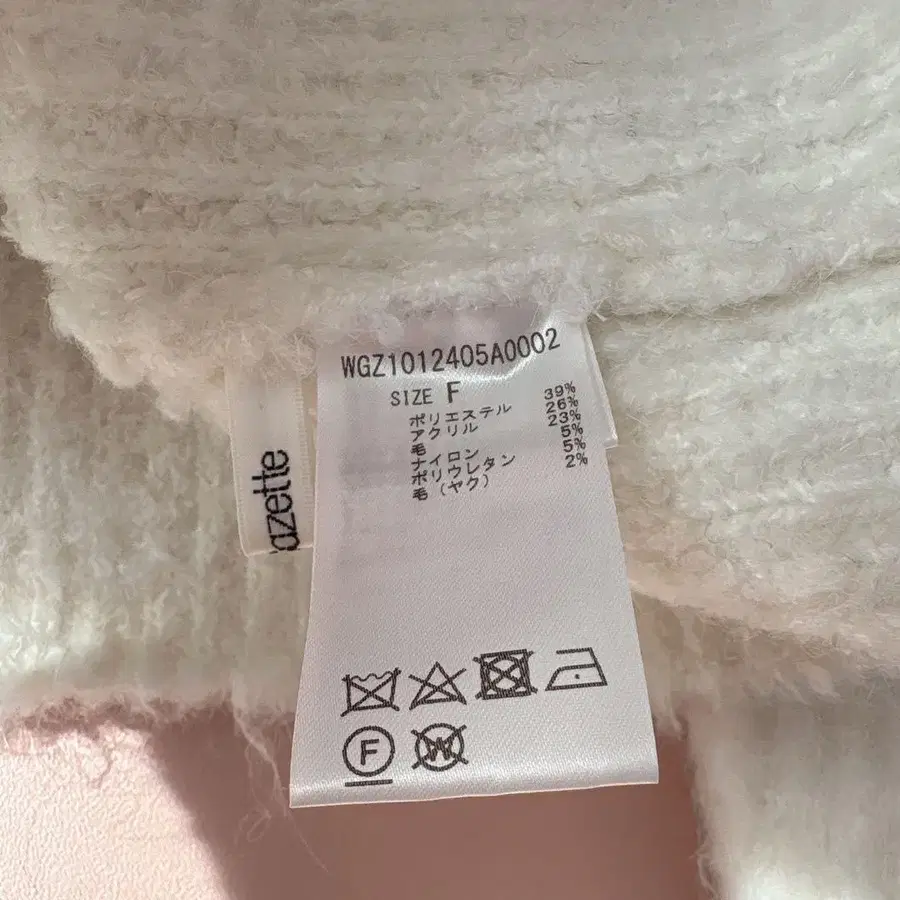 WGZ1012405A0002
SIZE F
ポリエステル 39%
アクリル 26%
毛 23%
ナイロン 5%
ポリウレタン 5%
毛(ヤク) 2%
azette
F
W